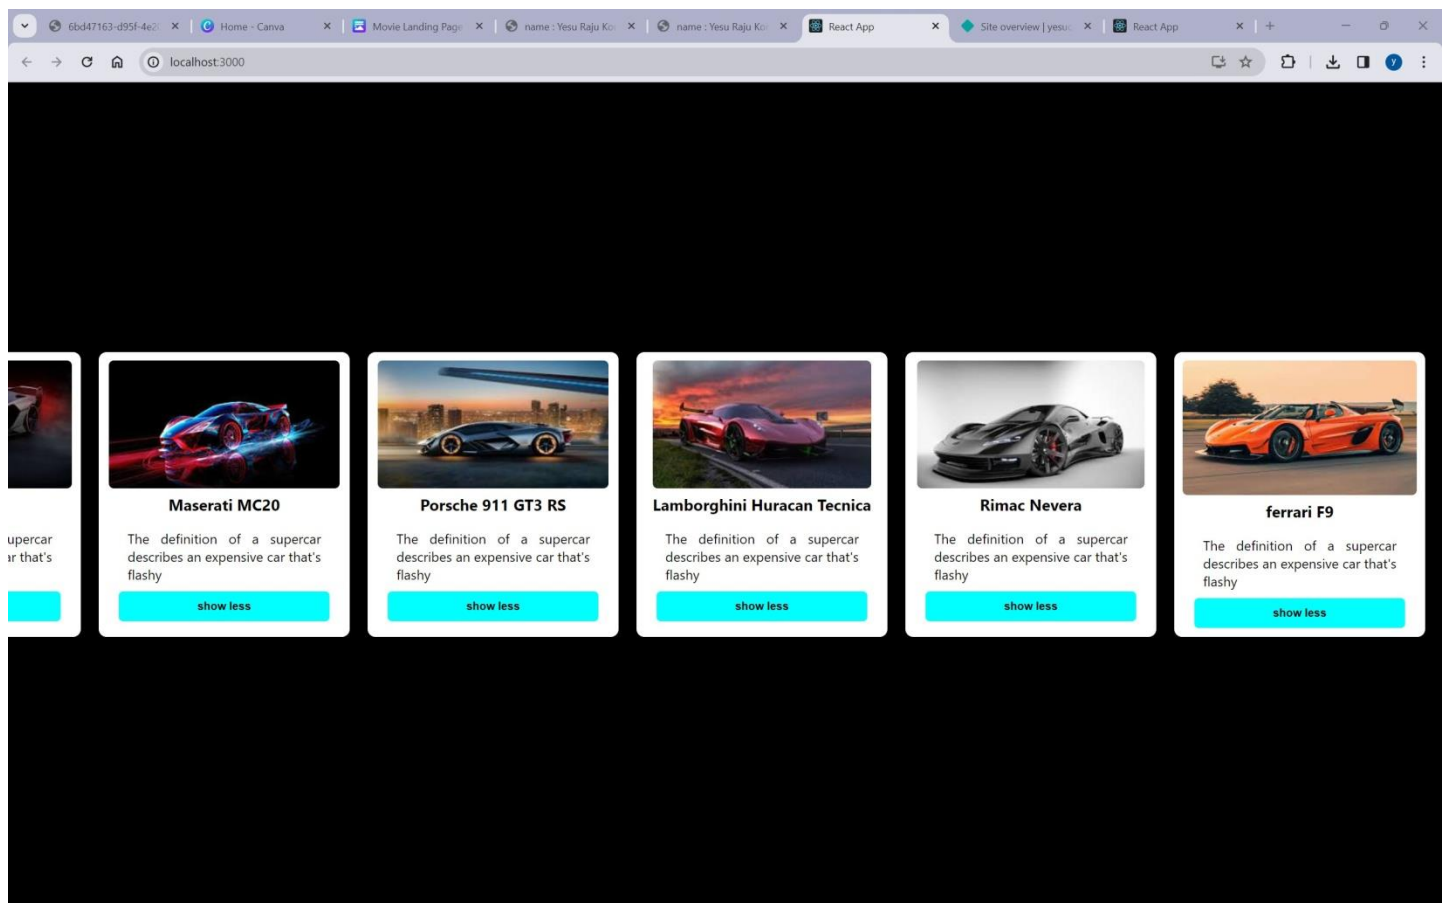 6bd47163-d95f-4e2
Home - Canva
Movie Landing Page
name : Yesu Raju Ko
name : Yesu Raju Ko
React App
Site overview | yesu
React App
localhost:3000
y
Maserati MC20
Porsche 911 GT3 RS
Lamborghini Huracan Tecnica
Rimac Nevera
ferrari F9
upercar
that's
The definition of a supercar
describes an expensive car that's
flashy
The definition of a supercar
describes an expensive car that's
flashy
The definition of a supercar
describes an expensive car that's
flashy
The definition of a supercar
describes an expensive car that's
flashy
The definition of a supercar
describes an expensive car that's
flashy
show less
show less
show less
show less
show less